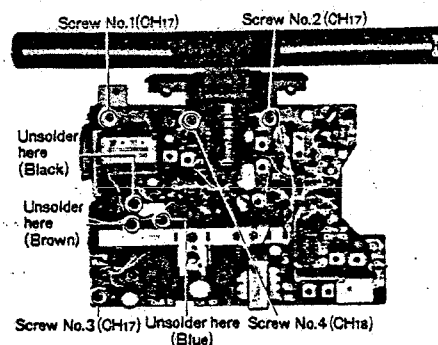 Screw No.1 (CH17)
Screw No.2 (CH17)
Unsolder
here
(Black)
Unsolder
here
(Brown)
Screw No.3 (CH17)
Unsolder here
(Blue)
Screw No.4 (CH18)